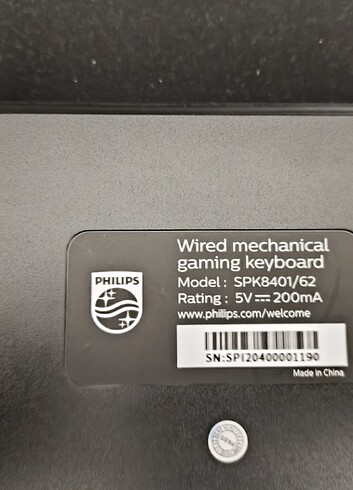 Wired mechanical
gaming keyboard
PHILIPS
Model : SPK8401/62
Rating : 5V ⎓ 200mA
www.philips.com/welcome
SN:SPI20400001190
Made in China